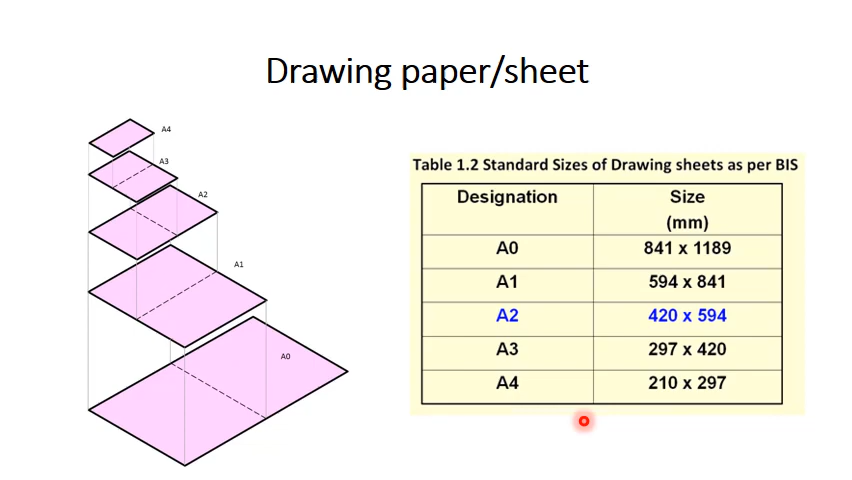 Drawing paper/sheet
A4
A3
A2
A1
A0
Table 1.2 Standard Sizes of Drawing sheets as per BIS
Designation Size
(mm)
A0 841 x 1189
A1 594 x 841
A2 420 x 594
A3 297 x 420
A4 210 x 297